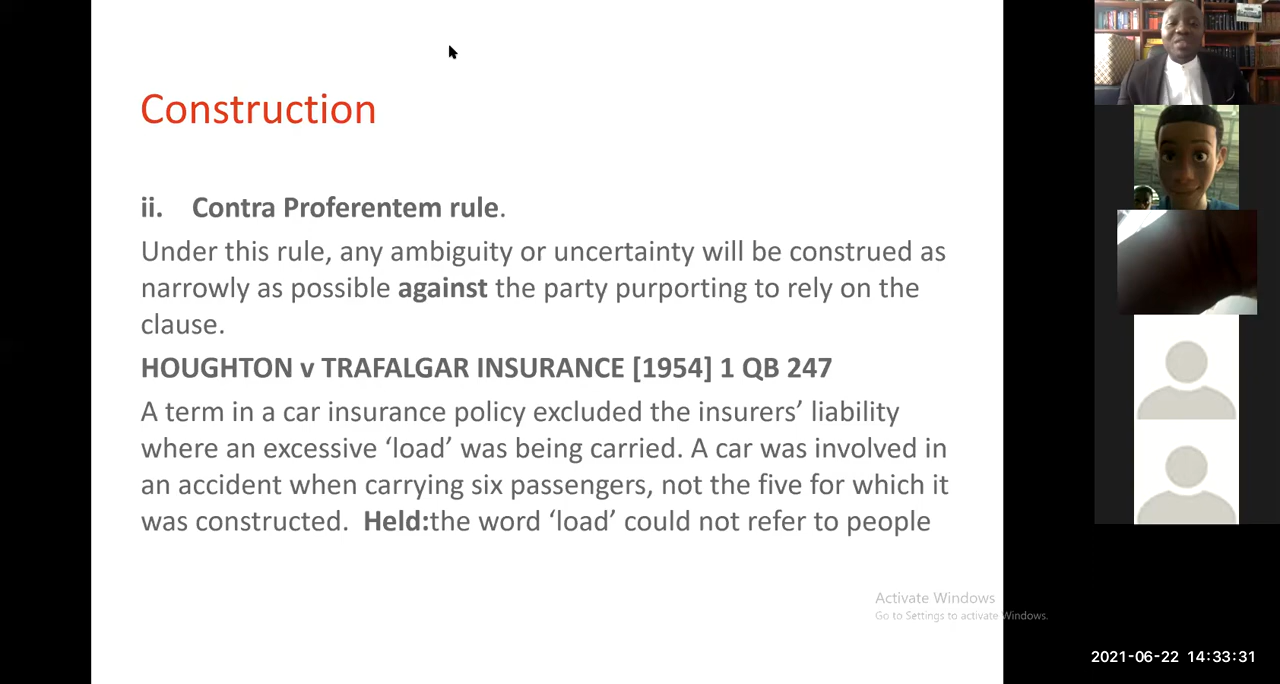 Construction
ii. Contra Proferentem rule.
Under this rule, any ambiguity or uncertainty will be construed as
narrowly as possible against the party purporting to rely on the
clause.
HOUGHTON v TRAFALGAR INSURANCE [1954] 1 QB 247
A term in a car insurance policy excluded the insurers’ liability
where an excessive ‘load’ was being carried. A car was involved in
an accident when carrying six passengers, not the five for which it
was constructed. Held:the word ‘load’ could not refer to people
Activate Windows
Go to Settings to activate Windows.
2021-06-22 14:33:31